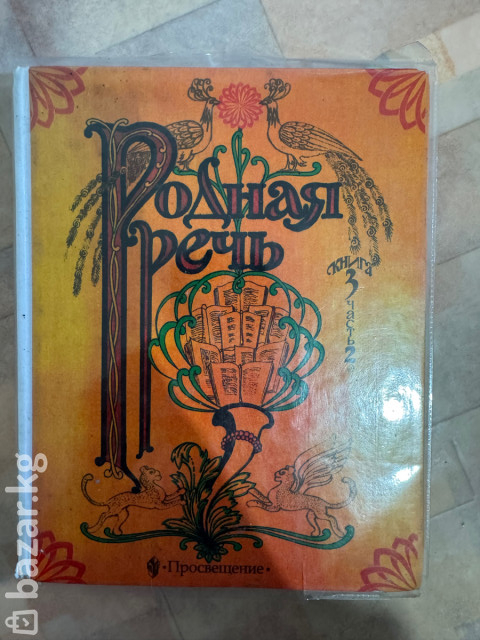 Родная
речь
книга
3
часть
2
• Просвещение •
bazar.kg